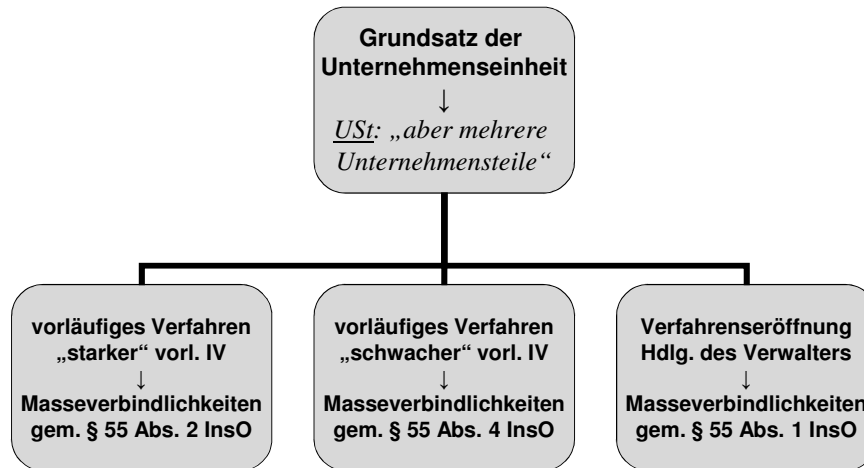 Grundsatz der
Unternehmenseinheit
↓
USt: „aber mehrere
Unternehmensteile“
vorläufiges Verfahren
„starker“ vorl. IV
↓
Masseverbindlichkeiten
gem. § 55 Abs. 2 InsO
vorläufiges Verfahren
„schwacher“ vorl. IV
↓
Masseverbindlichkeiten
gem. § 55 Abs. 4 InsO
Verfahrenseröffnung
Hdlg. des Verwalters
↓
Masseverbindlichkeiten
gem. § 55 Abs. 1 InsO